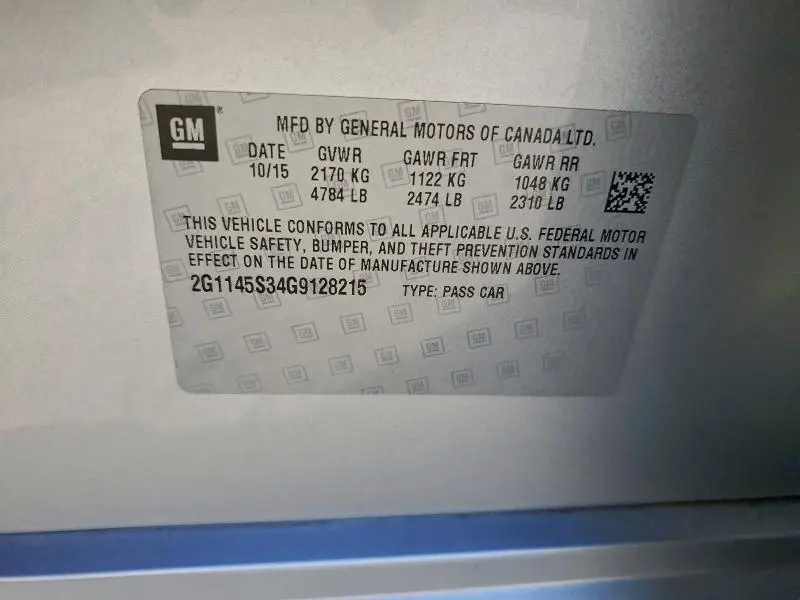 GM
MFD BY GENERAL MOTORS OF CANADA LTD.
DATE GVWR GAWR FRT GAWR RR
10/15 2170 KG 1122 KG 1048 KG
4784 LB 2474 LB 2310 LB
THIS VEHICLE CONFORMS TO ALL APPLICABLE U.S. FEDERAL MOTOR
VEHICLE SAFETY, BUMPER, AND THEFT PREVENTION STANDARDS IN
EFFECT ON THE DATE OF MANUFACTURE SHOWN ABOVE.
2G1145S34G9128215 TYPE: PASS CAR